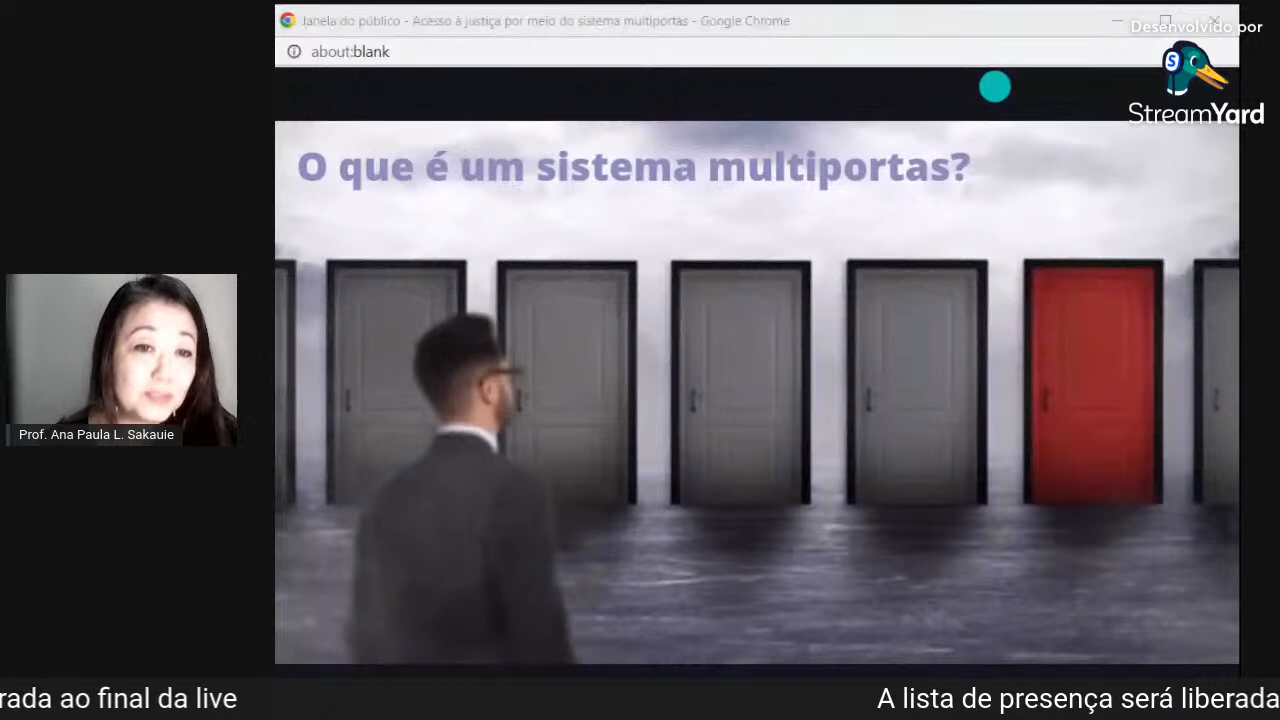 Janela do público - Acesso à justiça por meio do sistema multiportas - Google Chrome
about:blank
Desenvolvido por
S
StreamYard
O que é um sistema multiportas?
Prof. Ana Paula L. Sakauie
rada ao final da live
A lista de presença será liberada